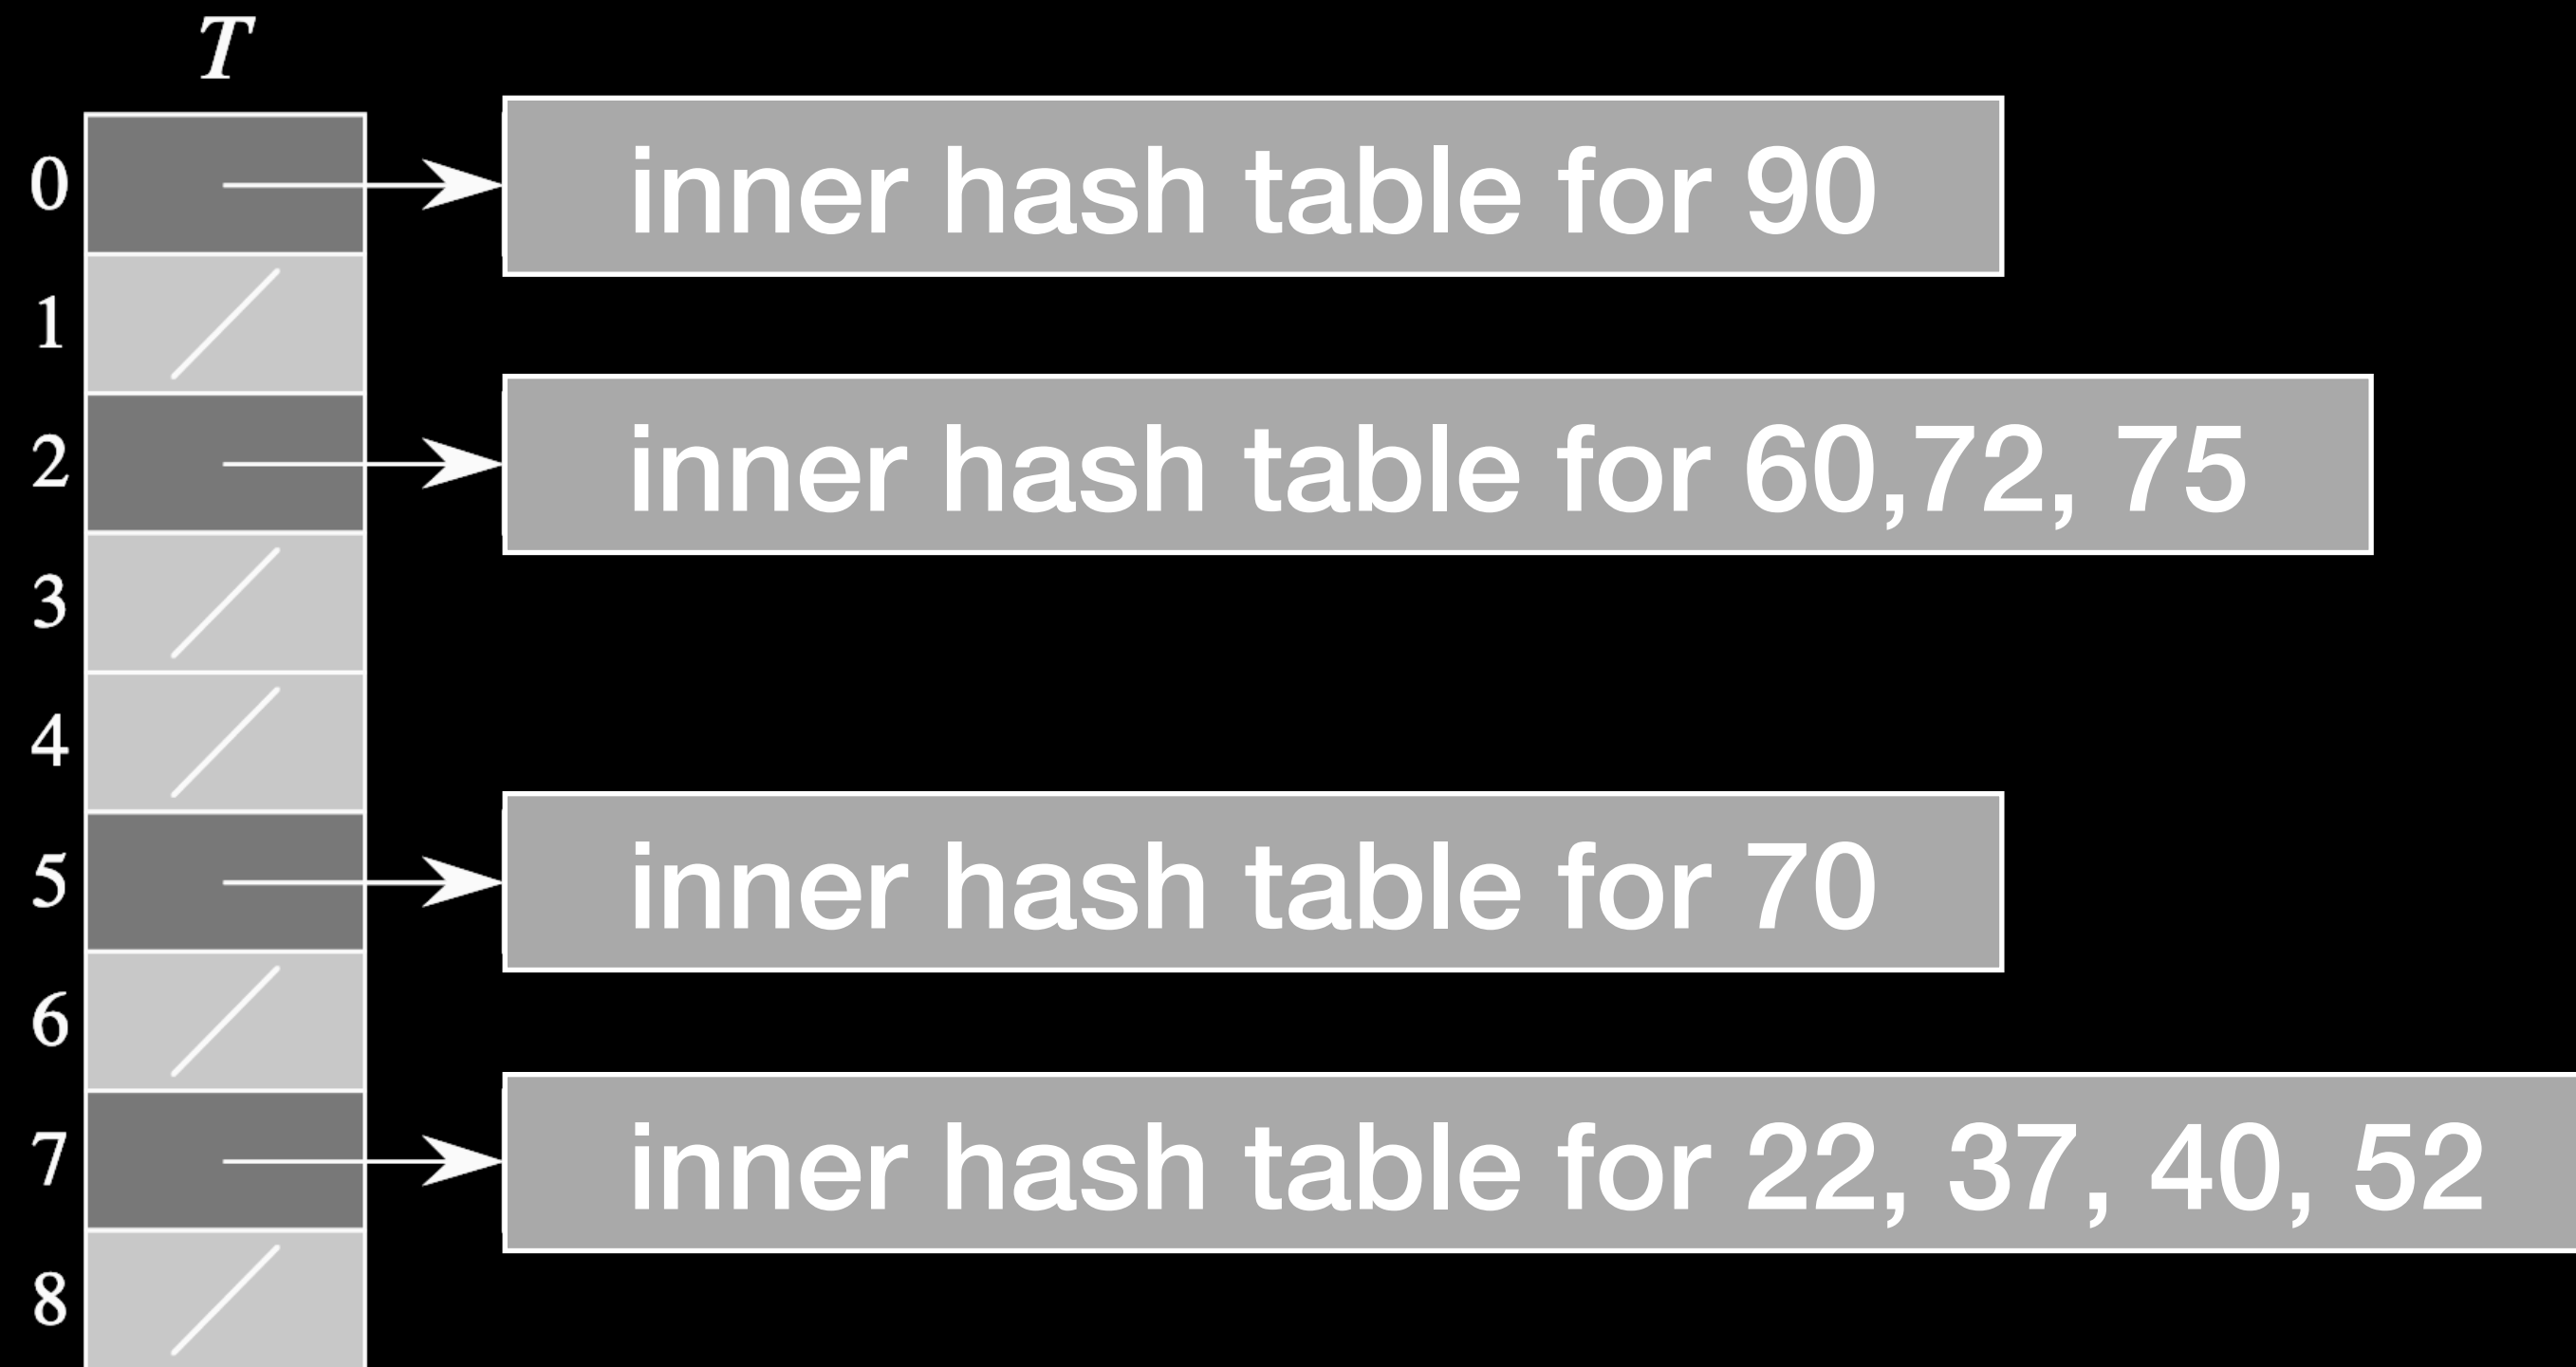 T
0 inner hash table for 90
1
2 inner hash table for 60,72, 75
3
4
5 inner hash table for 70
6
7 inner hash table for 22, 37, 40, 52
8